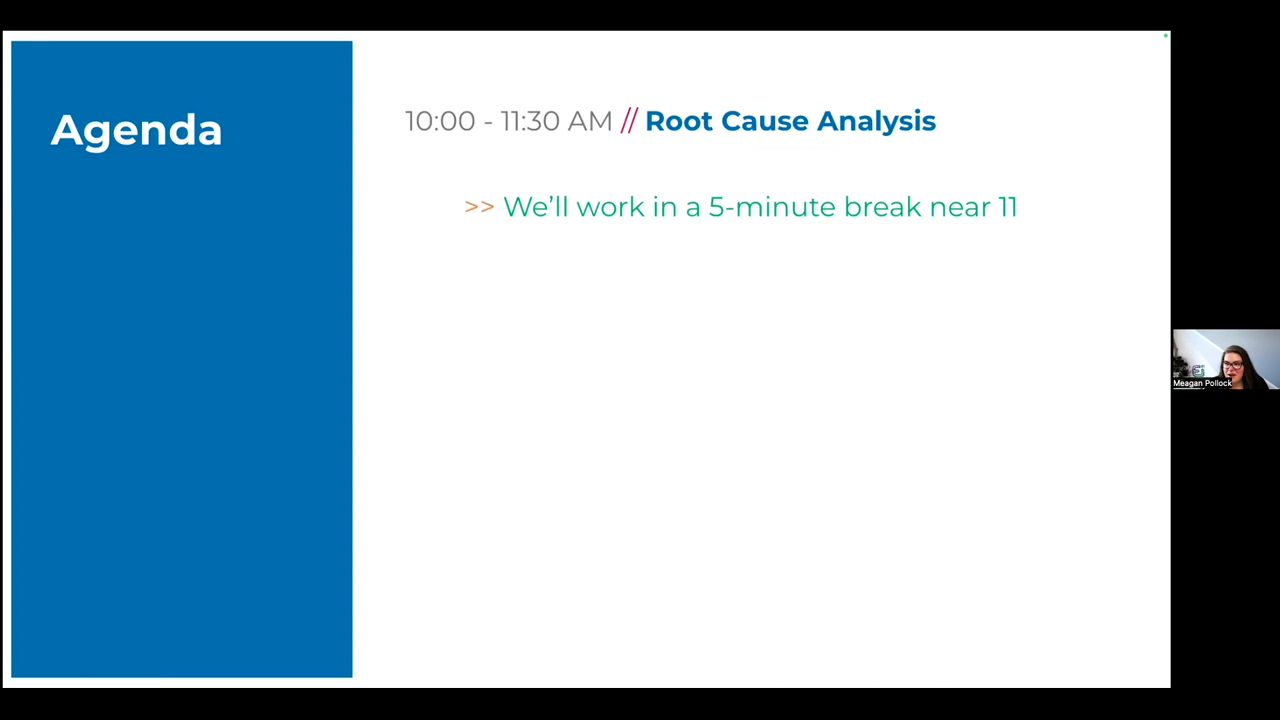 Agenda
10:00 - 11:30 AM // Root Cause Analysis
>> We’ll work in a 5-minute break near 11
Meagan Pollock